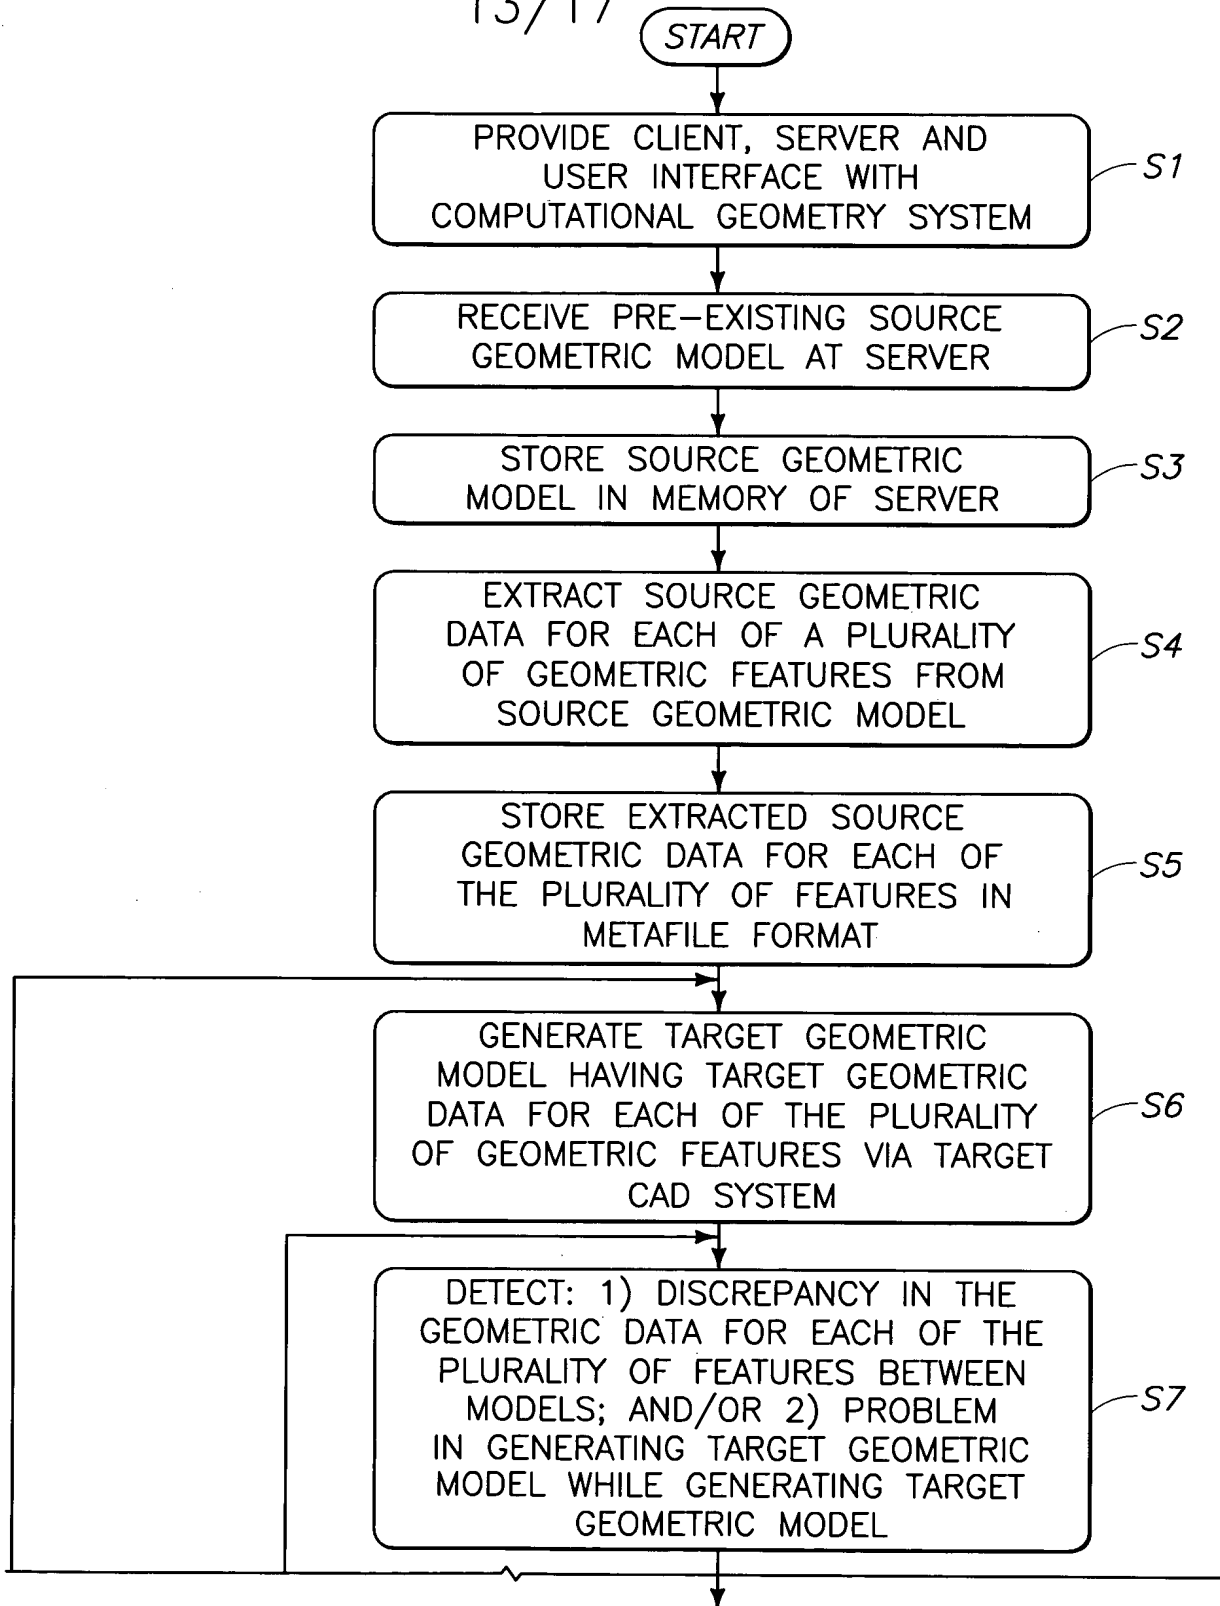 13/17
START
PROVIDE CLIENT, SERVER AND
USER INTERFACE WITH
COMPUTATIONAL GEOMETRY SYSTEM
S1
RECEIVE PRE-EXISTING SOURCE
GEOMETRIC MODEL AT SERVER
S2
STORE SOURCE GEOMETRIC
MODEL IN MEMORY OF SERVER
S3
EXTRACT SOURCE GEOMETRIC
DATA FOR EACH OF A PLURALITY
OF GEOMETRIC FEATURES FROM
SOURCE GEOMETRIC MODEL
S4
STORE EXTRACTED SOURCE
GEOMETRIC DATA FOR EACH OF
THE PLURALITY OF FEATURES IN
METAFILE FORMAT
S5
GENERATE TARGET GEOMETRIC
MODEL HAVING TARGET GEOMETRIC
DATA FOR EACH OF THE PLURALITY
OF GEOMETRIC FEATURES VIA TARGET
CAD SYSTEM
S6
DETECT: 1) DISCREPANCY IN THE
GEOMETRIC DATA FOR EACH OF THE
PLURALITY OF FEATURES BETWEEN
MODELS; AND/OR 2) PROBLEM
IN GENERATING TARGET GEOMETRIC
MODEL WHILE GENERATING TARGET
GEOMETRIC MODEL
S7